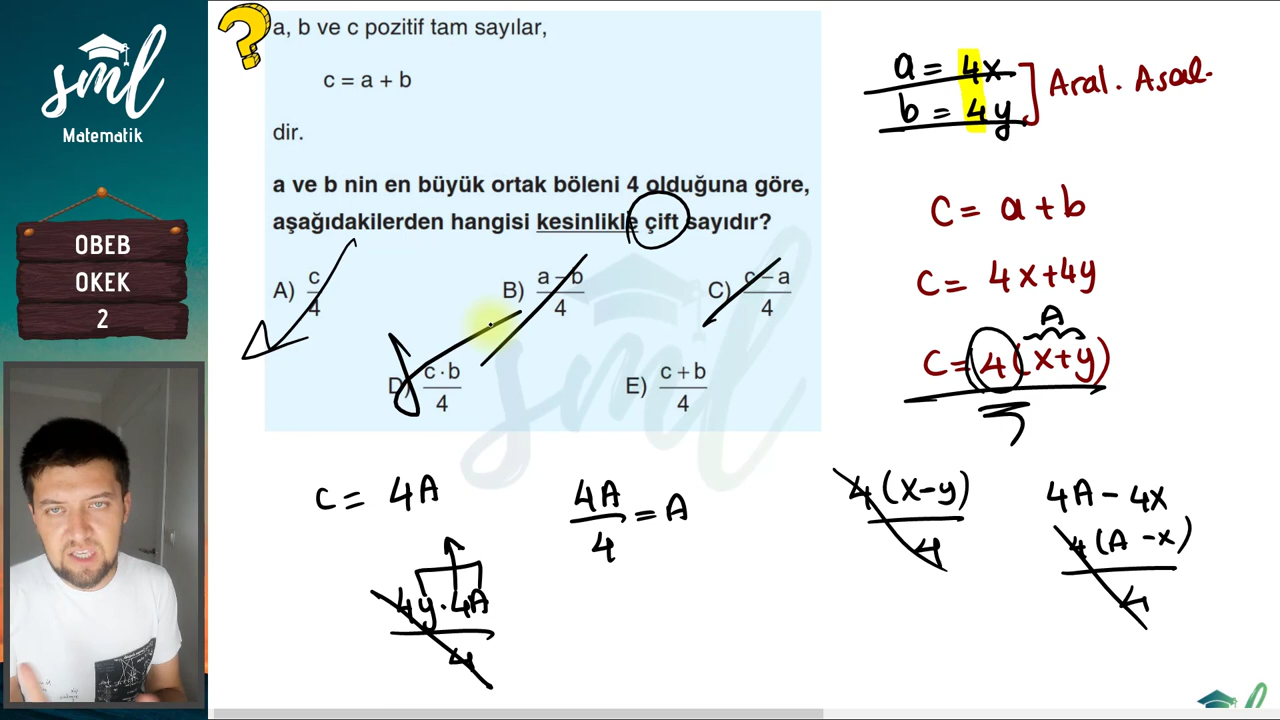 sml
Matematik
OBEB
OKEK
2
a, b ve c pozitif tam sayılar,
c = a + b
dir.
a ve b nin en büyük ortak böleni 4 olduğuna göre,
aşağıdakilerden hangisi kesinlikle çift sayıdır?
A) c/4 B) a – b/4 C) c – a/4
D) c · b/4 E) c + b/4
a = 4x
b = 4y
Aral. Asal.
c = a + b
c = 4x + 4y
A
c = 4(x + y)
c = 4A
4A/4 = A
4(x – y)/4
4A – 4x
4(A – x)/4
4y · 4A/4
sml